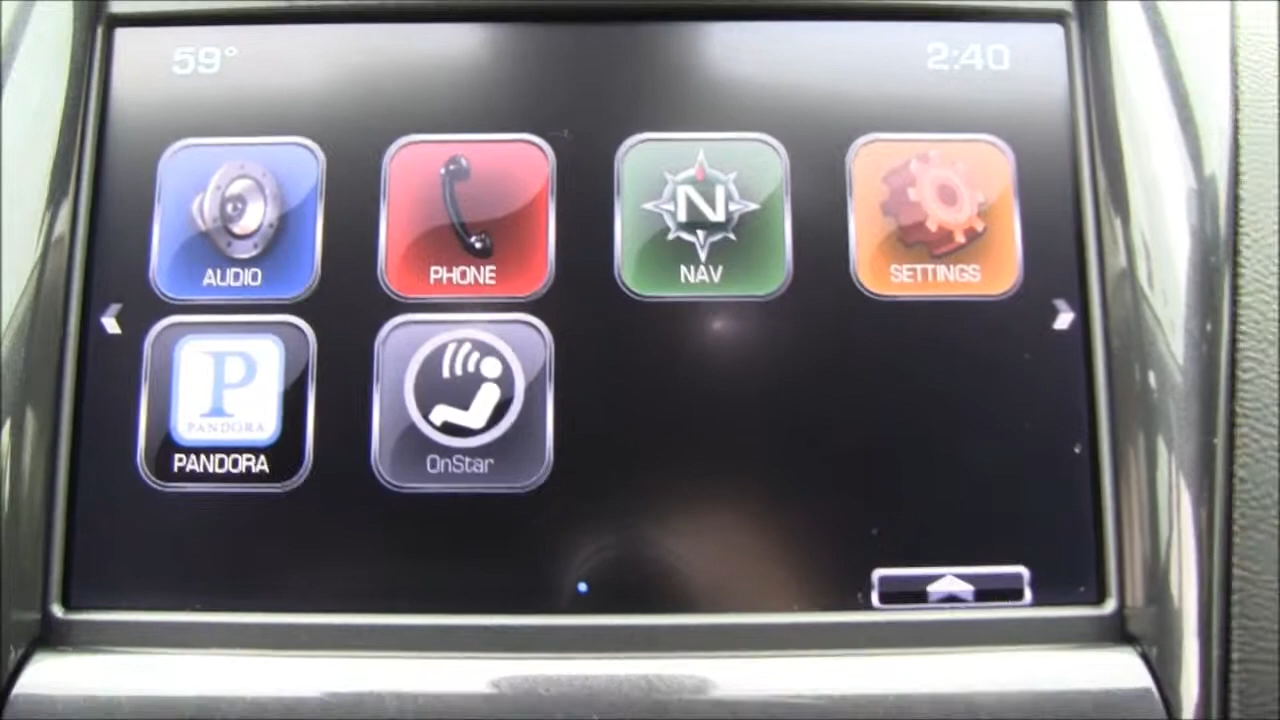 59°
2:40
AUDIO
PHONE
N
NAV
SETTINGS
P
PANDORA
PANDORA
OnStar